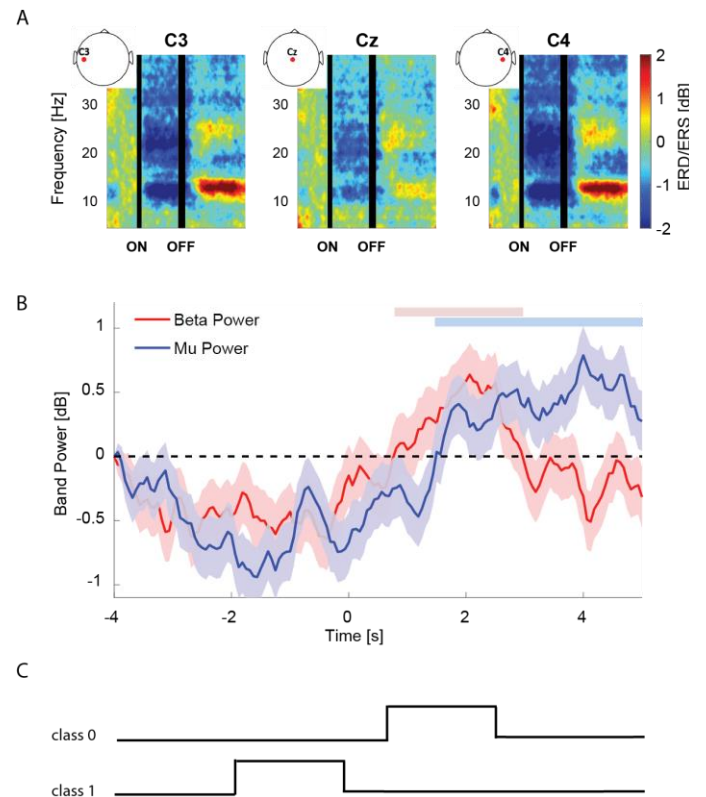 A
C3 Cz C4
C3 Cz C4
Frequency [Hz]
30 30 30
20 20 20
10 10 10
ON OFF ON OFF ON OFF
2
1
0
-1
-2
ERD/ERS [dB]
B
Beta Power
Mu Power
Band Power [dB]
1
0.5
0
-0.5
-1
-4 -2 0 2 4
Time [s]
C
class 0
class 1